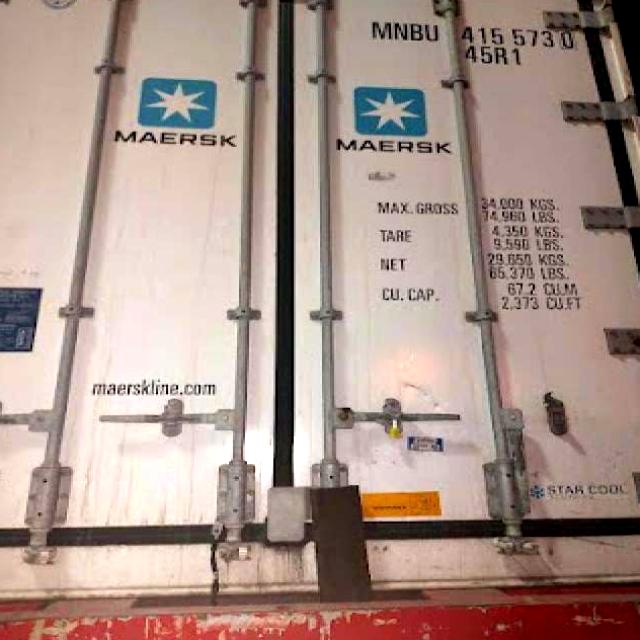 MNBU 415 573 0
45R1
MAERSK
MAERSK
MAX. GROSS 34.000 KGS.
74.960 LBS.
TARE 4.350 KGS.
9.590 LBS.
NET 29.650 KGS.
65.370 LBS.
CU. CAP. 67.2 CU.M
2.373 CU.FT
maerskline.com
STAR COOL